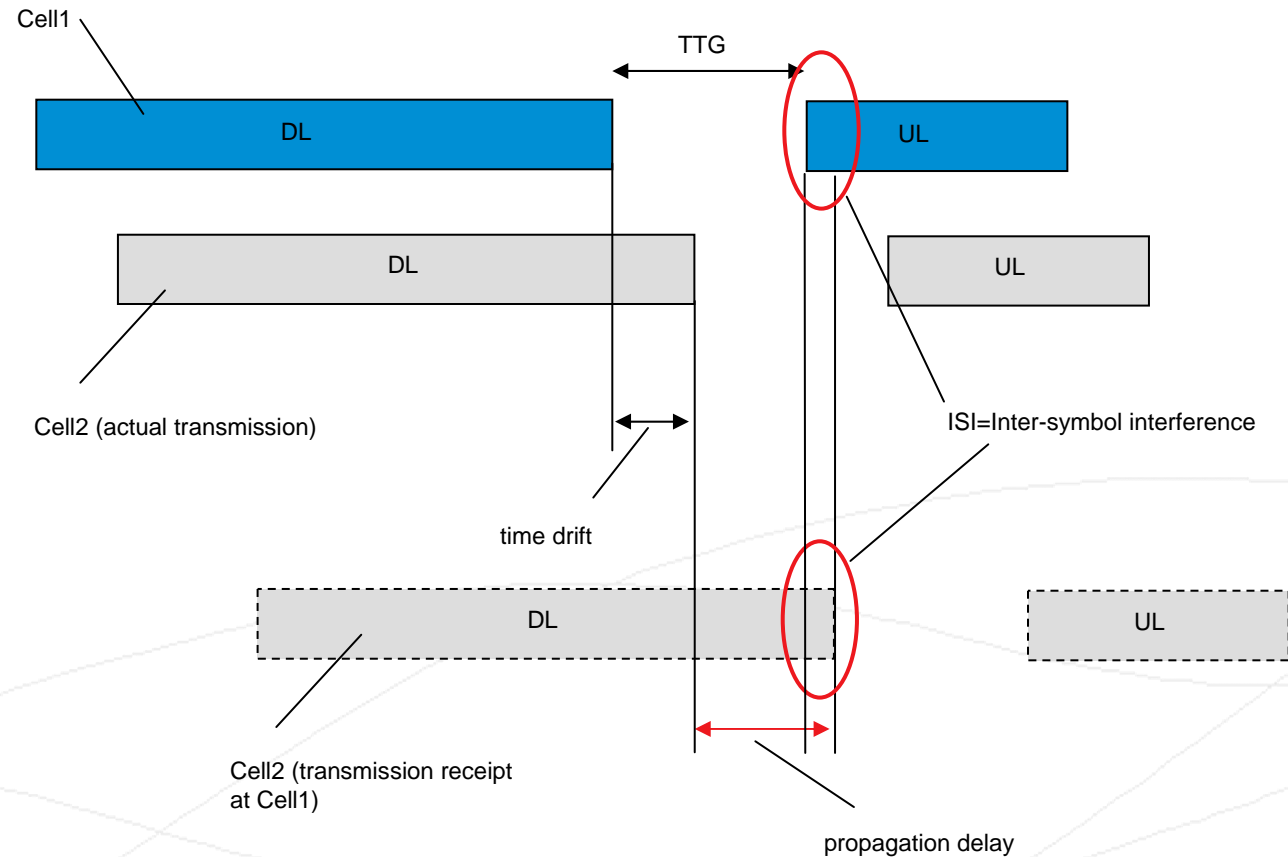 Cell1
TTG
DL
UL
DL
UL
Cell2 (actual transmission)
ISI=Inter-symbol interference
time drift
DL
UL
Cell2 (transmission receipt
at Cell1)
propagation delay